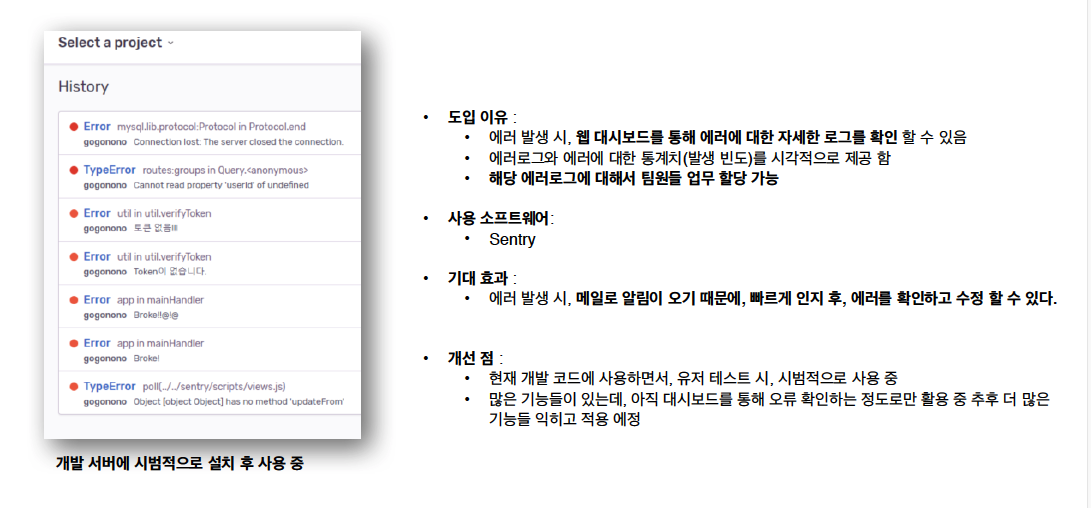 Select a project
History
Error mysql.lib.protocol:Protocol in Protocol.end
gogonono Connection lost: The server closed the connection.
TypeError routes:groups in Query.<anonymous>
gogonono Cannot read property 'userId' of undefined
Error util in util.verifyToken
gogonono 토큰 없음!!!
Error util in util.verifyToken
gogonono Token이 없습니다.
Error app in mainHandler
gogonono Broke!!@!@
Error app in mainHandler
gogonono Broke!
TypeError poll(../../sentry/scripts/views.js)
gogonono Object [object Object] has no method 'updateFrom'
개발 서버에 시범적으로 설치 후 사용 중
• 도입 이유 :
• 에러 발생 시, 웹 대시보드를 통해 에러에 대한 자세한 로그를 확인 할 수 있음
• 에러로그와 에러에 대한 통계치(발생 빈도)를 시각적으로 제공 함
• 해당 에러로그에 대해서 팀원들 업무 할당 가능
• 사용 소프트웨어:
• Sentry
• 기대 효과 :
• 에러 발생 시, 메일로 알림이 오기 때문에, 빠르게 인지 후, 에러를 확인하고 수정 할 수 있다.
• 개선 점 :
• 현재 개발 코드에 사용하면서, 유저 테스트 시, 시범적으로 사용 중
• 많은 기능들이 있는데, 아직 대시보드를 통해 오류 확인하는 정도로만 활용 중 추후 더 많은
기능들 익히고 적용 에정